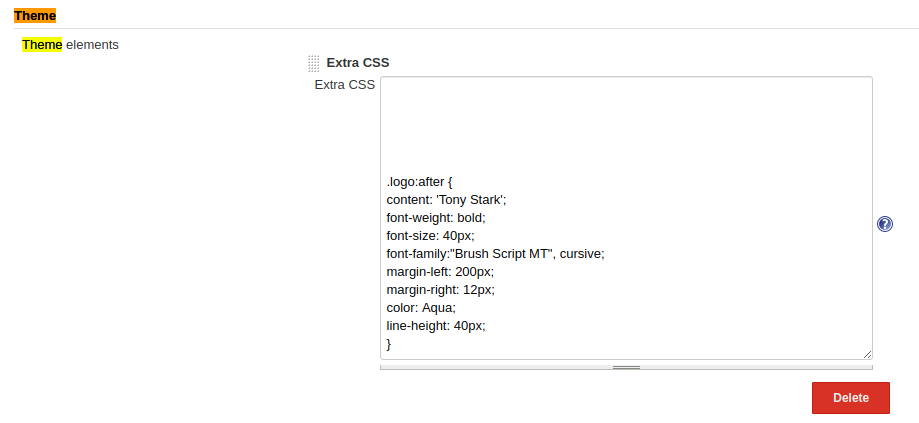 Theme
Theme elements
Extra CSS
Extra CSS
.logo:after {
content: 'Tony Stark';
font-weight: bold;
font-size: 40px;
font-family:"Brush Script MT", cursive;
margin-left: 200px;
margin-right: 12px;
color: Aqua;
line-height: 40px;
}
?
Delete